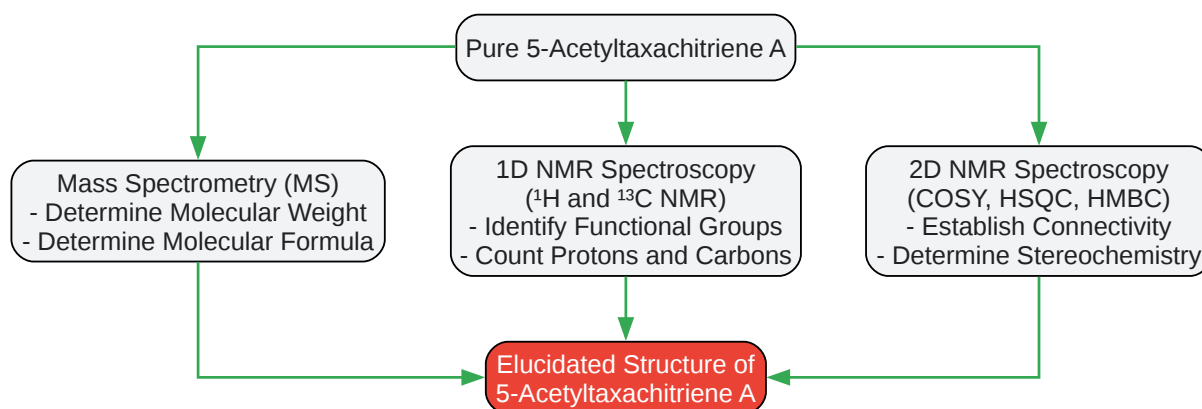 Pure 5-Acetyltaxachitriene A
Mass Spectrometry (MS)
- Determine Molecular Weight
- Determine Molecular Formula
1D NMR Spectroscopy
(¹H and ¹³C NMR)
- Identify Functional Groups
- Count Protons and Carbons
2D NMR Spectroscopy
(COSY, HSQC, HMBC)
- Establish Connectivity
- Determine Stereochemistry
Elucidated Structure of
5-Acetyltaxachitriene A